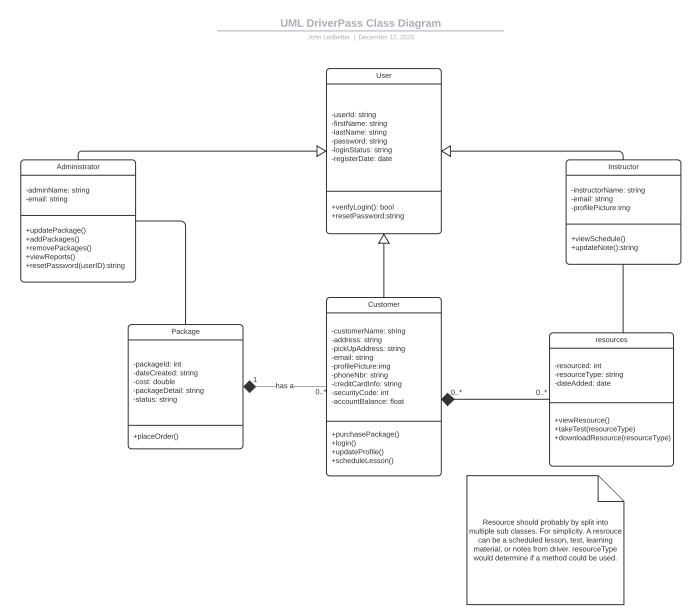 UML DriverPass Class Diagram
John Ledbetter | December 12, 2020
User
-userId: string
-firstName: string
-lastName: string
-password: string
-loginStatus: string
-registerDate: date
+verifyLogin(): bool
+resetPassword:string
Administrator
-adminName: string
-email: string
+updatePackage()
+addPackages()
+removePackages()
+viewReports()
+resetPassword(userID):string
Instructor
-instructorName: string
-email: string
-profilePicture:img
+viewSchedule()
+updateNote():string
Package
-packageId: int
-dateCreated: string
-cost: double
-packageDetail: string
-status: string
+placeOrder()
1
has a
0..*
Customer
-customerName: string
-address: string
-pickUpAddress: string
-email: string
-profilePicture:img
-phoneNbr: string
-creditCardInfo: string
-securityCode: int
-accountBalance: float
+purchasePackage()
+login()
+updateProfile()
+scheduleLesson()
0..*
0..*
resources
-resourced: int
-resourceType: string
-dateAdded: date
+viewResource()
+takeTest(resourceType)
+downloadResource(resourceType)
Resource should probably by split into
multiple sub classes. For simplicity. A resrouce
can be a scheduled lesson, test, learning
material, or notes from driver. resourceType
would determine if a method could be used.